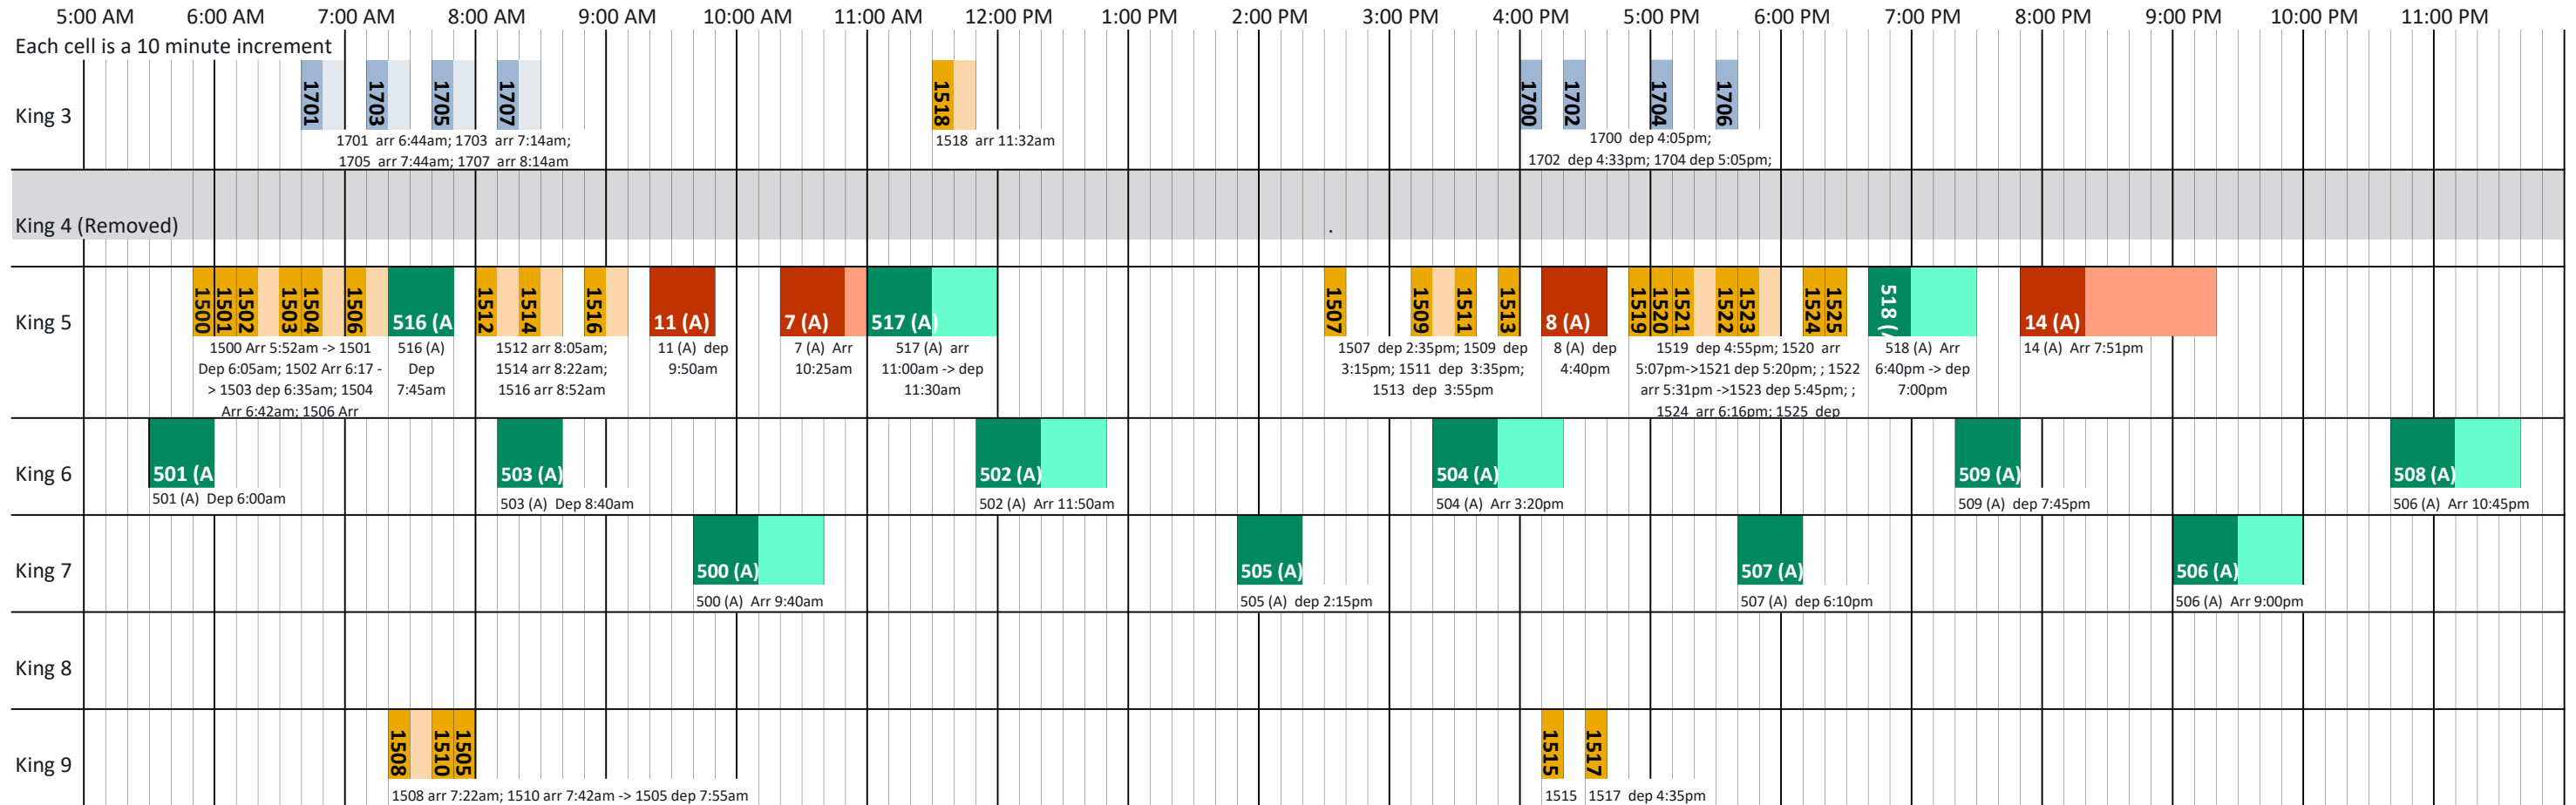 5:00 AM 6:00 AM 7:00 AM 8:00 AM 9:00 AM 10:00 AM 11:00 AM 12:00 PM 1:00 PM 2:00 PM 3:00 PM 4:00 PM 5:00 PM 6:00 PM 7:00 PM 8:00 PM 9:00 PM 10:00 PM 11:00 PM
Each cell is a 10 minute increment
King 3
1701 1703 1705 1707 1518 1700 1702 1704 1706
1701 arr 6:44am; 1703 arr 7:14am;
1705 arr 7:44am; 1707 arr 8:14am
1518 arr 11:32am
1700 dep 4:05pm;
1702 dep 4:33pm; 1704 dep 5:05pm;
King 4 (Removed)
.
King 5
1500 1501 1502 1503 1504 1506 516 (A 1512 1514 1516 11 (A) 7 (A) 517 (A) 1507 1509 1511 1513 8 (A) 1519 1520 1521 1522 1523 1524 1525 518 ( 14 (A)
1500 Arr 5:52am -> 1501
Dep 6:05am; 1502 Arr 6:17 -
> 1503 dep 6:35am; 1504
Arr 6:42am; 1506 Arr
516 (A)
Dep
7:45am
1512 arr 8:05am;
1514 arr 8:22am;
1516 arr 8:52am
11 (A) dep
9:50am
7 (A) Arr
10:25am
517 (A) arr
11:00am -> dep
11:30am
1507 dep 2:35pm; 1509 dep
3:15pm; 1511 dep 3:35pm;
1513 dep 3:55pm
8 (A) dep
4:40pm
1519 dep 4:55pm; 1520 arr
5:07pm->1521 dep 5:20pm; ; 1522
arr 5:31pm ->1523 dep 5:45pm; ;
1524 arr 6:16pm; 1525 dep
518 (A) Arr
6:40pm -> dep
7:00pm
14 (A) Arr 7:51pm
King 6
501 (A 503 (A) 502 (A) 504 (A) 509 (A) 508 (A)
501 (A) Dep 6:00am
503 (A) Dep 8:40am
502 (A) Arr 11:50am
504 (A) Arr 3:20pm
509 (A) dep 7:45pm
506 (A) Arr 10:45pm
King 7
500 (A) 505 (A) 507 (A) 506 (A)
500 (A) Arr 9:40am
505 (A) dep 2:15pm
507 (A) dep 6:10pm
506 (A) Arr 9:00pm
King 8
King 9
1508 1510 1505 1515 1517
1508 arr 7:22am; 1510 arr 7:42am -> 1505 dep 7:55am
1515
1517 dep 4:35pm